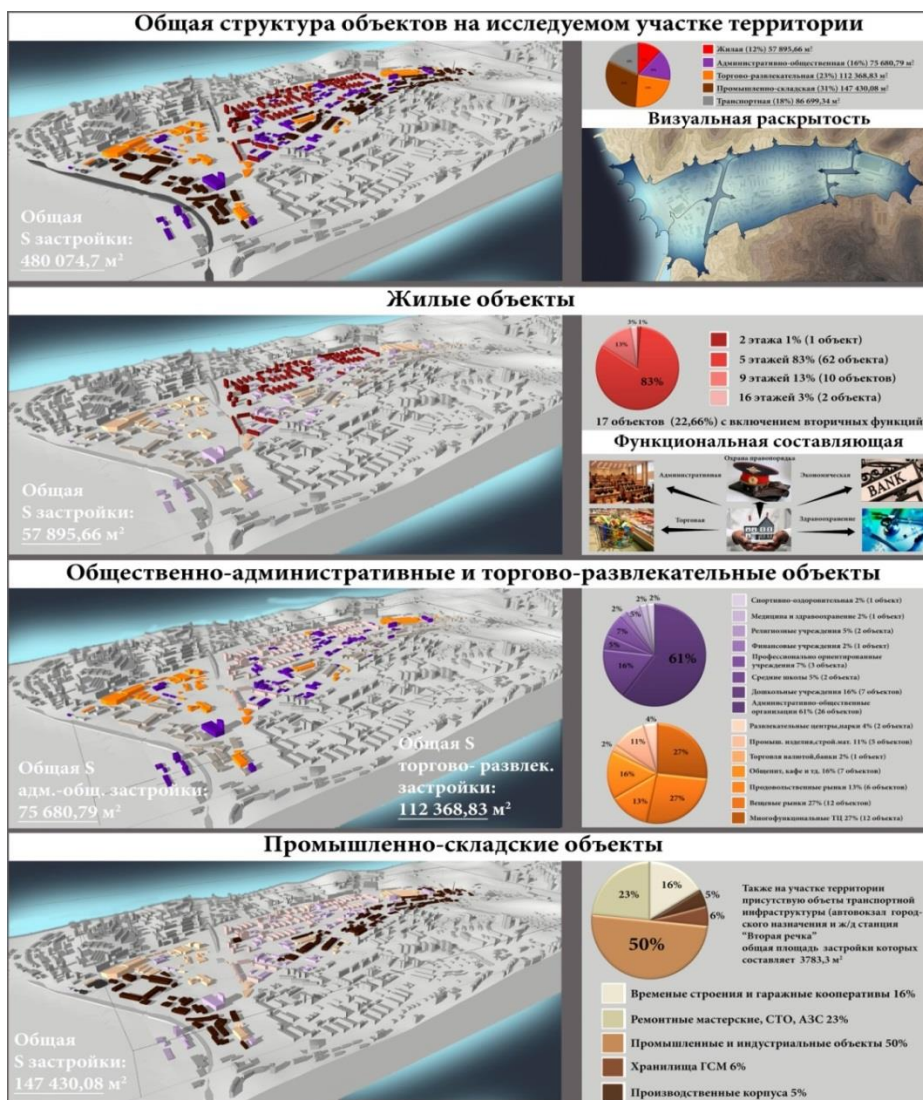 Общая структура объектов на исследуемом участке территории
Общая
S застройки:
480 074,7 м²
Жилая (12%) 57 895,66 м²
Административно-общественная (16%) 75 680,79 м²
Торгово-развлекательная (23%) 112 368,83 м²
Промышленно-складская (31%) 147 430,08 м²
Транспортная (18%) 86 699,34 м²
Визуальная раскрытость
Жилые объекты
Общая
S застройки:
57 895,66 м²
3% 1%
13%
83%
2 этажа 1% (1 объект)
5 этажей 83% (62 объекта)
9 этажей 13% (10 объектов)
16 этажей 3% (2 объекта)
17 объектов (22,66%) с включением вторичных функций
Функциональная составляющая
Охрана правопорядка
Административная
Экономическая
BANK
Торговая
Здравоохранение
Общественно-административные и торгово-развлекательные объекты
Общая S
адм.-общ. застройки:
75 680,79 м²
Общая S
торгово- развлек.
застройки:
112 368,83 м²
2% 2%
5%
2%
7%
5%
16%
61%
Спортивно-оздоровительная 2% (1 объект)
Медицина и здравоохранение 2% (1 объект)
Религиозные учреждения 5% (2 объекта)
Финансовые учреждения 2% (1 объект)
Профессионально ориентированные
учреждения 7% (3 объекта)
Средние школы 5% (2 объекта)
Дошкольные учреждения 16% (7 объектов)
Административно-общественные
организации 61% (26 объектов)
4%
11%
2%
16%
13%
27%
27%
Развлекательные центры,парки 4% (2 объекта)
Промыш. изделия,строй.мат. 11% (5 объектов)
Торговля валютой,банки 2% (1 объект)
Общепит, кафе и тд. 16% (7 объектов)
Продовольственные рынки 13% (6 объектов)
Вещевые рынки 27% (12 объектов)
Многофункциональные ТЦ 27% (12 объекта)
Промышленно-складские объекты
Общая
S застройки:
147 430,08 м²
23%
16%
5%
6%
50%
Также на участке территории
присутствую объеты транспортной
инфраструктуры (автовокзал город-
ского назначения и ж/д станция
"Вторая речка"
общая площадь застройки которых
составляет 3783,3 м²
Временые строения и гаражные кооперативы 16%
Ремонтные мастерские, СТО, АЗС 23%
Промышленные и индустриальные объекты 50%
Хранилища ГСМ 6%
Производственные корпуса 5%